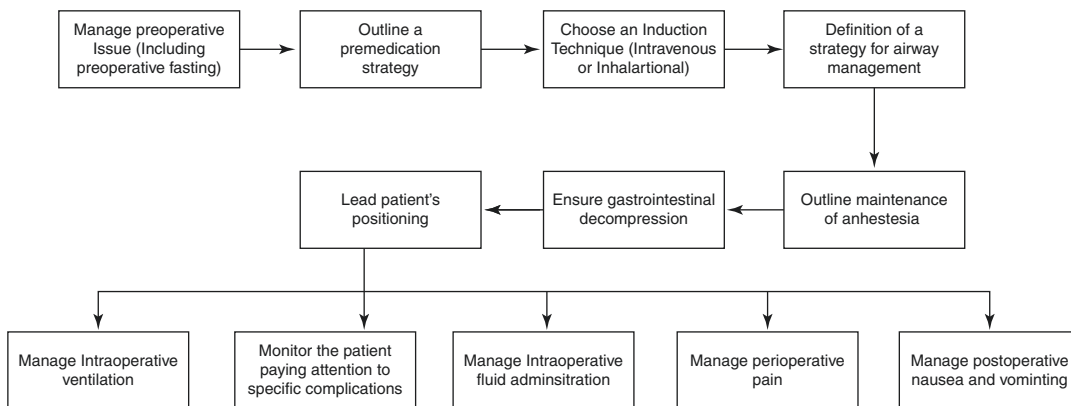 Manage preoperative
Issue (Including
preoperative fasting)
Outline a
premedication
strategy
Choose an Induction
Technique (Intravenous
or Inhalartional)
Definition of a
strategy for airway
management
Lead patient's
positioning
Ensure gastrointestinal
decompression
Outline maintenance
of anhestesia
Manage Intraoperative
ventilation
Monitor the patient
paying attention to
specific complications
Manage Intraoperative
fluid adminsitration
Manage perioperative
pain
Manage postoperative
nausea and vominting